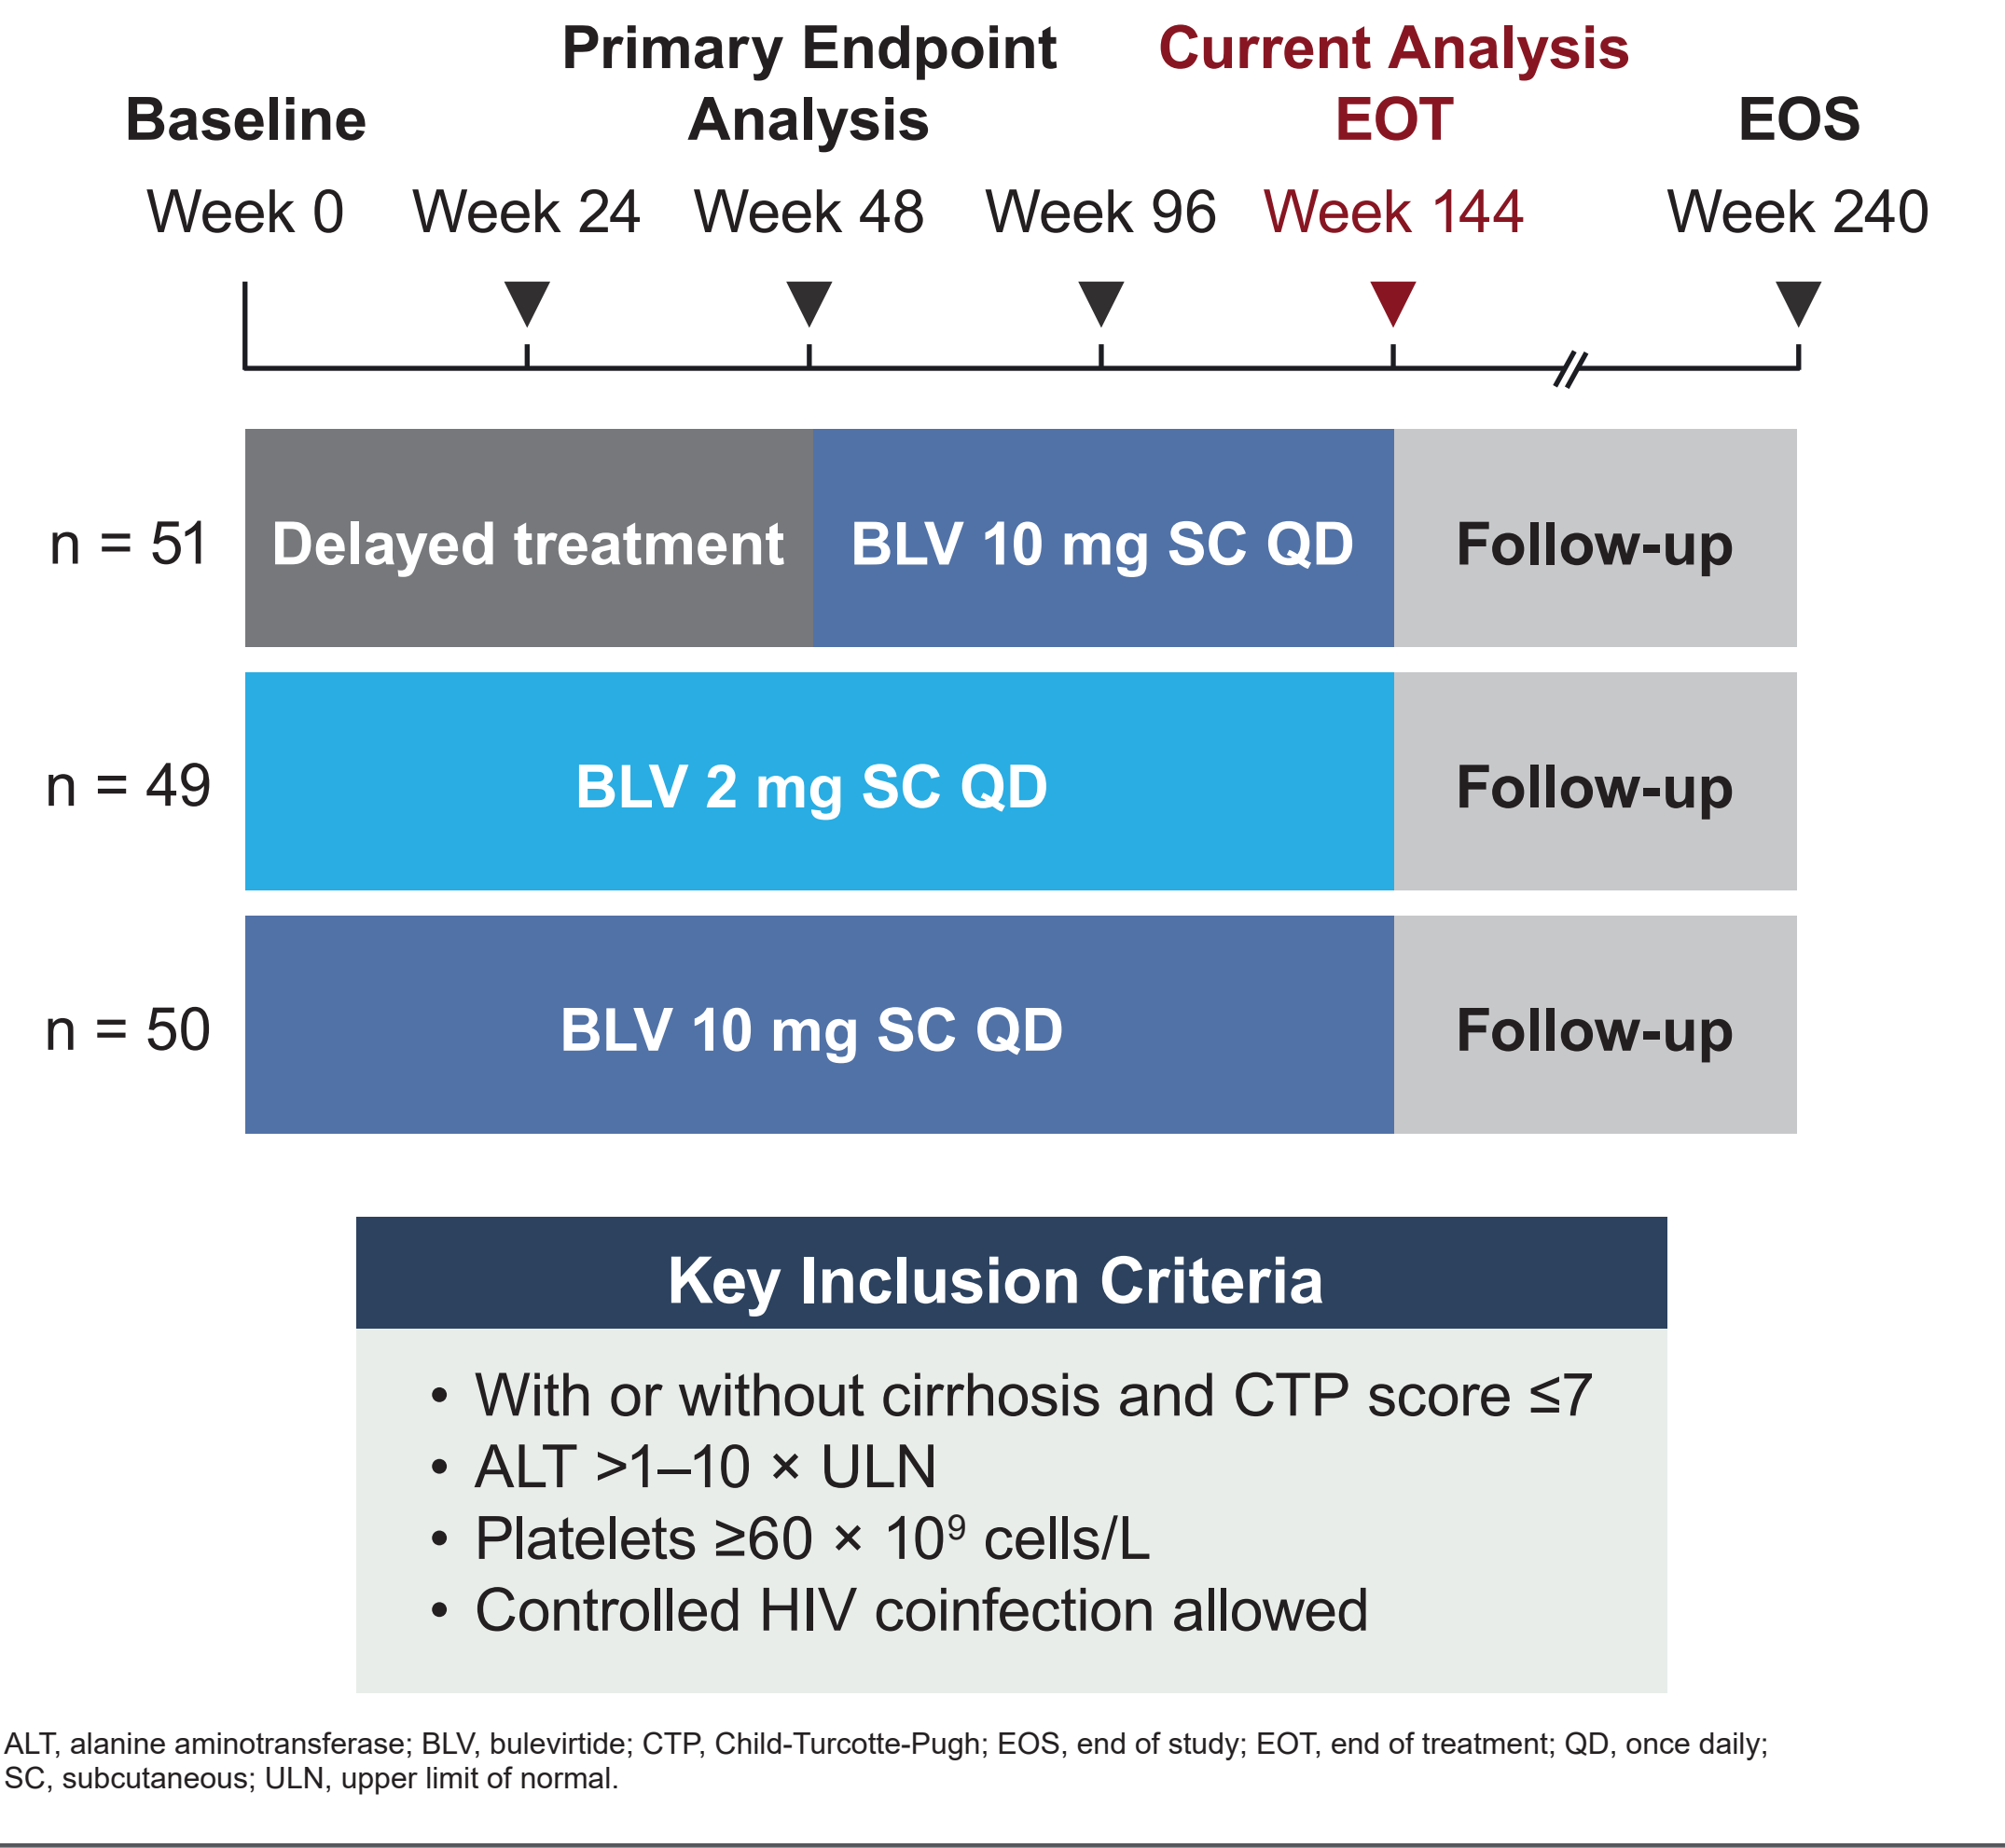 Primary Endpoint Current Analysis
Baseline Analysis EOT EOS
Week 0 Week 24 Week 48 Week 96 Week 144 Week 240
n = 51 Delayed treatment BLV 10 mg SC QD Follow-up
n = 49 BLV 2 mg SC QD Follow-up
n = 50 BLV 10 mg SC QD Follow-up
Key Inclusion Criteria
• With or without cirrhosis and CTP score ≤7
• ALT >1–10 × ULN
• Platelets ≥60 × 10⁹ cells/L
• Controlled HIV coinfection allowed
ALT, alanine aminotransferase; BLV, bulevirtide; CTP, Child-Turcotte-Pugh; EOS, end of study; EOT, end of treatment; QD, once daily;
SC, subcutaneous; ULN, upper limit of normal.